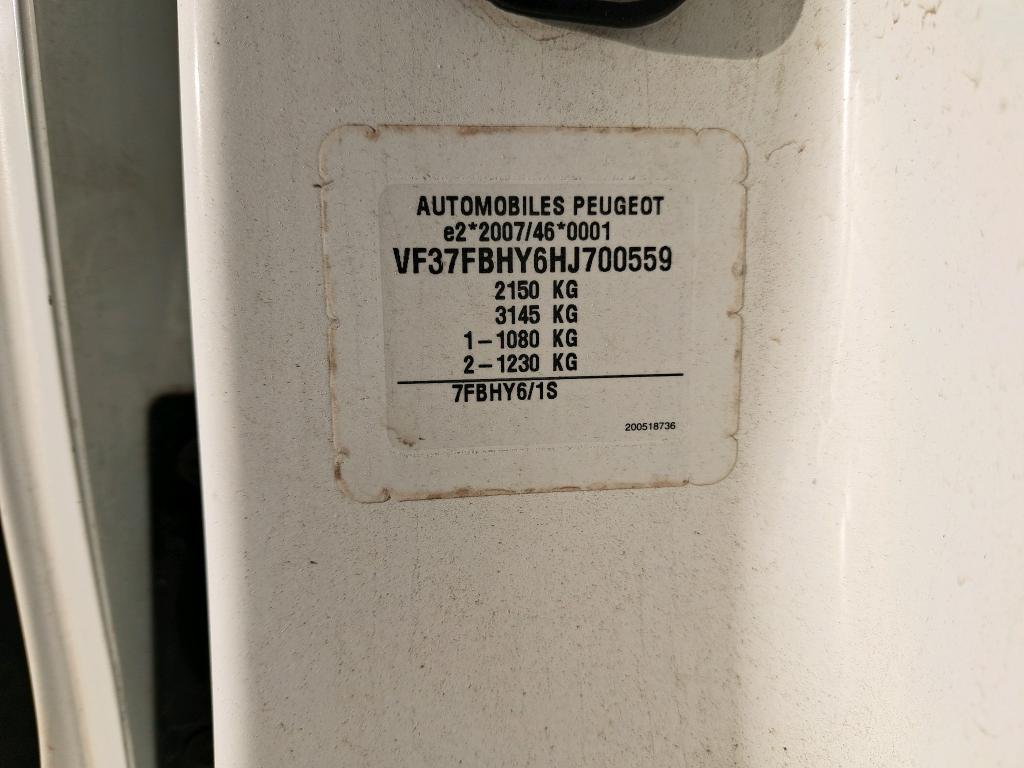 AUTOMOBILES PEUGEOT
e2*2007/46*0001
VF37FBHY6HJ700559
2150 KG
3145 KG
1-1080 KG
2-1230 KG
7FBHY6/1S
200518736